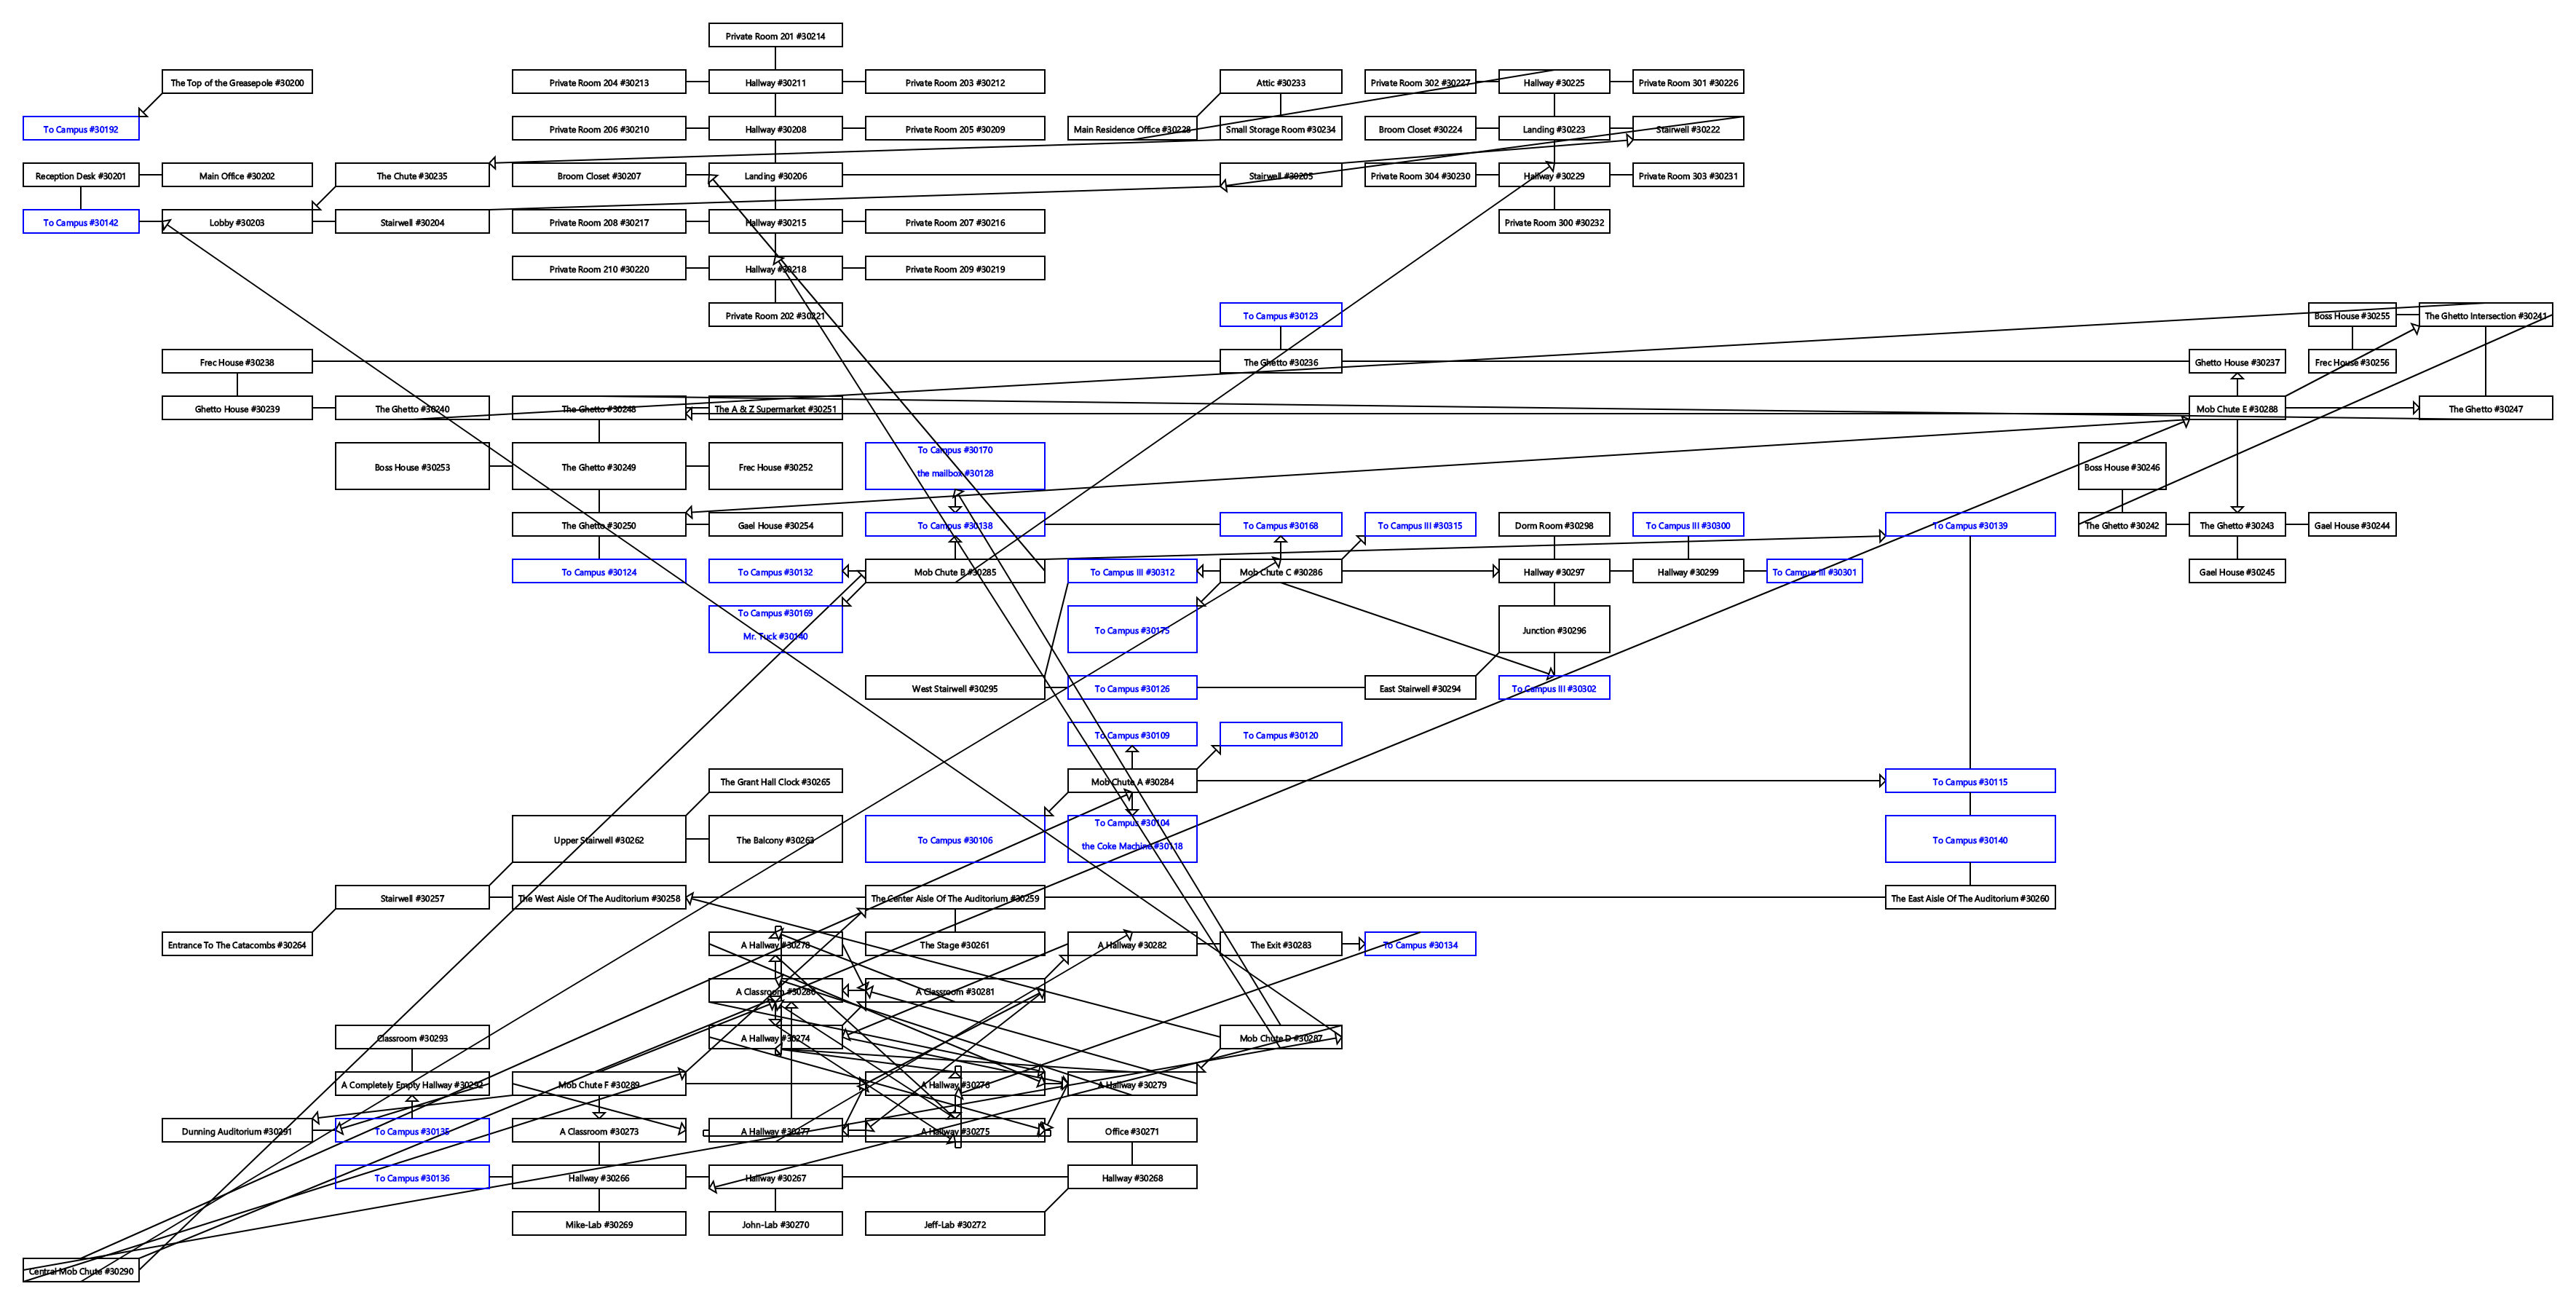 Private Room 201 #30214
The Top of the Greasepole #30200
Private Room 204 #30213
Hallway #30211
Private Room 203 #30212
Attic #30233
Private Room 302 #30227
Hallway #30225
Private Room 301 #30226
To Campus #30192
Private Room 206 #30210
Hallway #30208
Private Room 205 #30209
Main Residence Office #30228
Small Storage Room #30234
Broom Closet #30224
Landing #30223
Stairwell #30222
Reception Desk #30201
Main Office #30202
The Chute #30235
Broom Closet #30207
Landing #30206
Stairwell #30205
Private Room 304 #30230
Hallway #30229
Private Room 303 #30231
To Campus #30142
Lobby #30203
Stairwell #30204
Private Room 208 #30217
Hallway #30215
Private Room 207 #30216
Private Room 300 #30232
Private Room 210 #30220
Hallway #30218
Private Room 209 #30219
Private Room 202 #30221
To Campus #30123
Boss House #30255
The Ghetto Intersection #30241
Frec House #30238
The Ghetto #30236
Ghetto House #30237
Frec House #30256
Ghetto House #30239
The Ghetto #30240
The Ghetto #30248
The A & Z Supermarket #30251
Mob Chute E #30288
The Ghetto #30247
Boss House #30253
The Ghetto #30249
Frec House #30252
To Campus #30170
the mailbox #30128
Boss House #30246
The Ghetto #30250
Gael House #30254
To Campus #30138
To Campus #30168
To Campus III #30315
Dorm Room #30298
To Campus III #30300
To Campus #30139
The Ghetto #30242
The Ghetto #30243
Gael House #30244
To Campus #30124
To Campus #30132
Mob Chute B #30285
To Campus III #30312
Mob Chute C #30286
Hallway #30297
Hallway #30299
To Campus III #30301
Gael House #30245
To Campus #30169
Mr. Tuck #30140
To Campus #30175
Junction #30296
West Stairwell #30295
To Campus #30126
East Stairwell #30294
To Campus III #30302
To Campus #30109
To Campus #30120
The Grant Hall Clock #30265
Mob Chute A #30284
To Campus #30115
Upper Stairwell #30262
The Balcony #30263
To Campus #30106
To Campus #30104
the Coke Machine #30118
To Campus #30140
Stairwell #30257
The West Aisle Of The Auditorium #30258
The Center Aisle Of The Auditorium #30259
The East Aisle Of The Auditorium #30260
Entrance To The Catacombs #30264
A Hallway #30278
The Stage #30261
A Hallway #30282
The Exit #30283
To Campus #30134
A Classroom #30280
A Classroom #30281
Classroom #30293
A Hallway #30274
Mob Chute D #30287
A Completely Empty Hallway #30292
Mob Chute F #30289
A Hallway #30276
A Hallway #30279
Dunning Auditorium #30291
To Campus #30135
A Classroom #30273
A Hallway #30277
A Hallway #30275
Office #30271
To Campus #30136
Hallway #30266
Hallway #30267
Hallway #30268
Mike-Lab #30269
John-Lab #30270
Jeff-Lab #30272
Central Mob Chute #30290